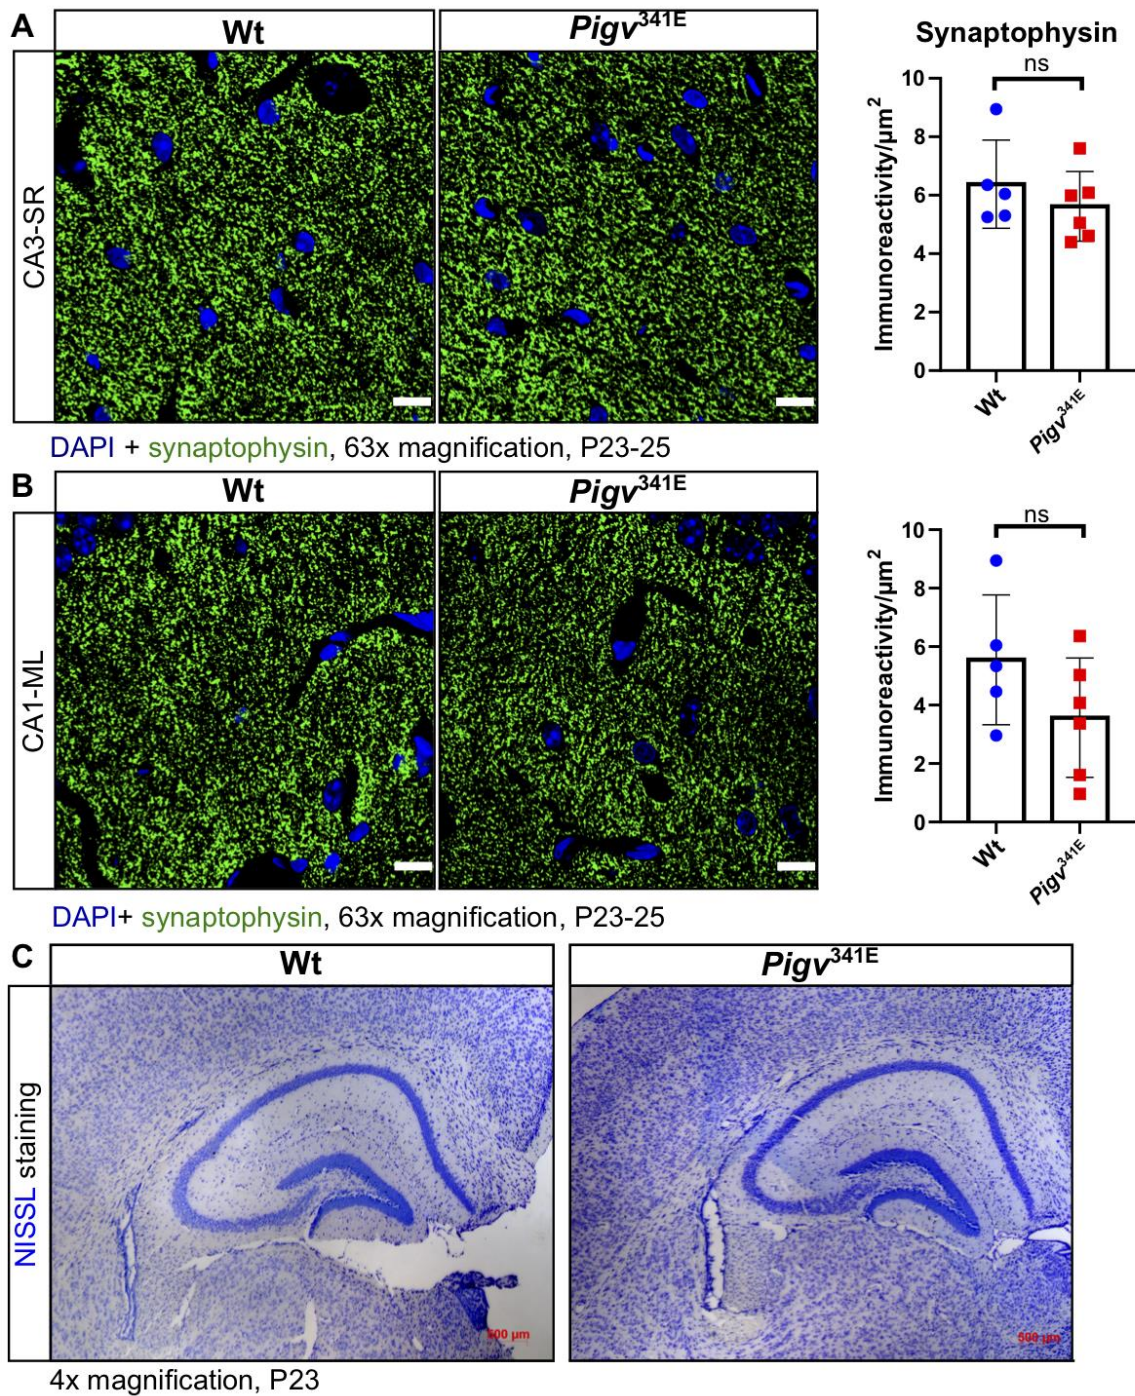 A
Wt
Pigv341E
CA3-SR
DAPI + synaptophysin, 63x magnification, P23-25
Synaptophysin
ns
Immunoreactivity/μm2
10
8
6
4
2
0
Wt
Pigv341E
B
Wt
Pigv341E
CA1-ML
DAPI+ synaptophysin, 63x magnification, P23-25
ns
Immunoreactivity/μm2
10
8
6
4
2
0
Wt
Pigv341E
C
Wt
Pigv341E
NISSL staining
500 μm
500 μm
4x magnification, P23